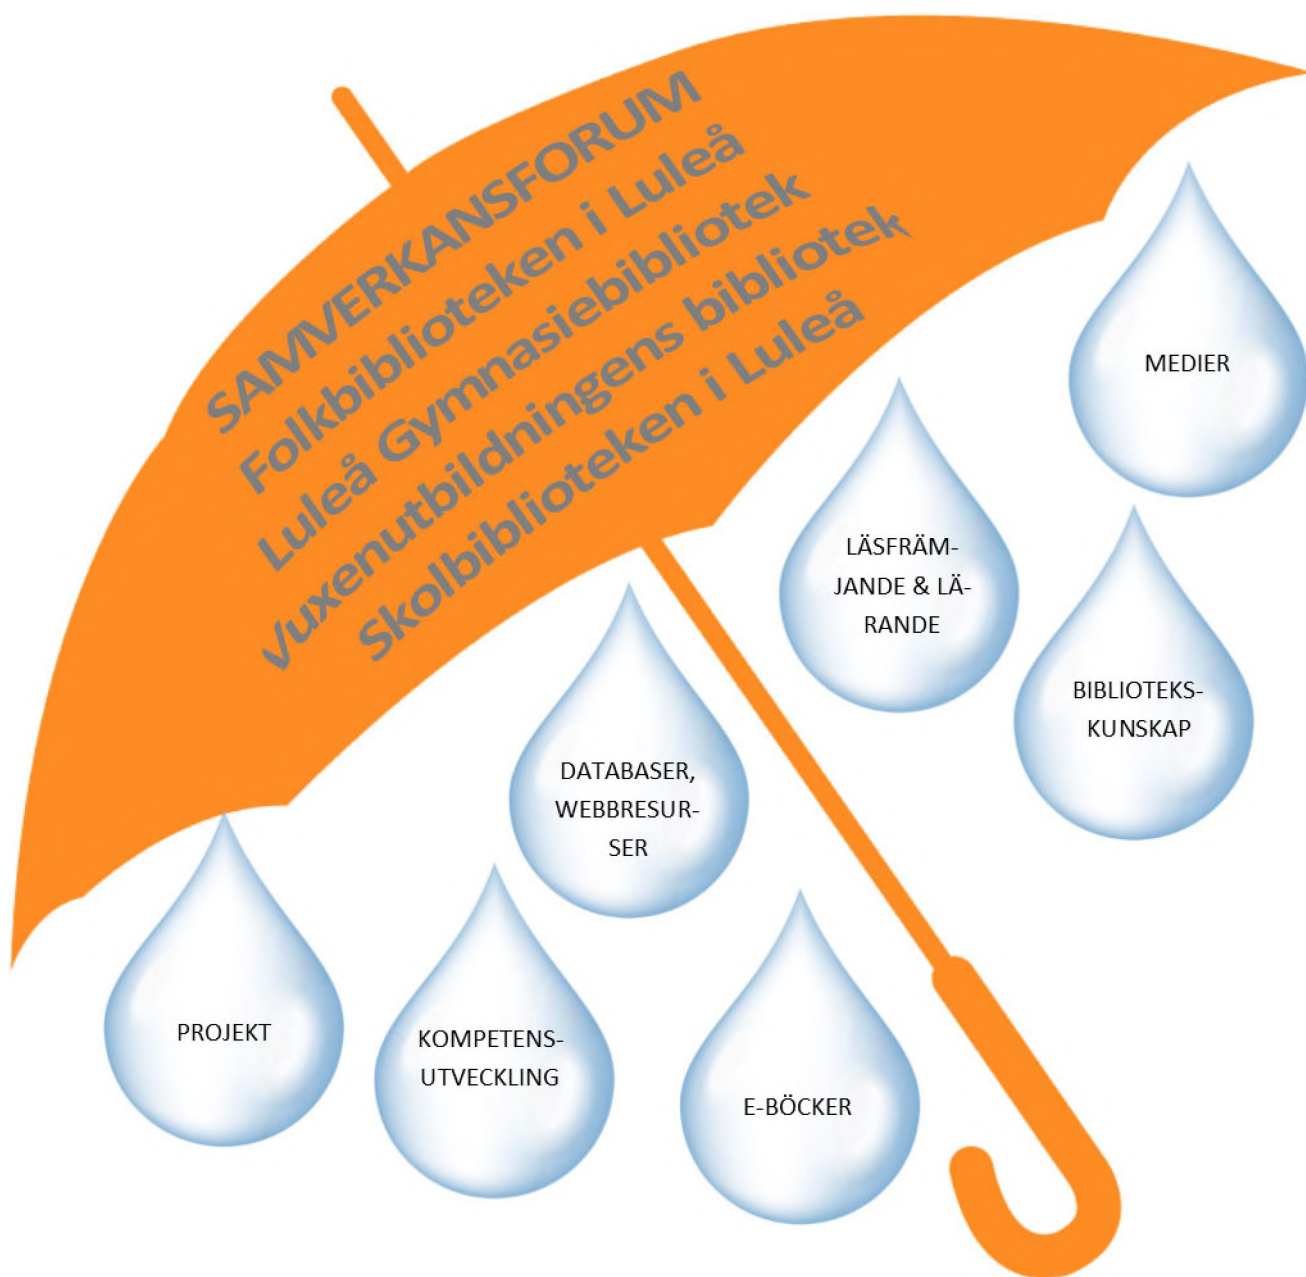 SAMVERKANSFORUM
Folkbiblioteken i Luleå
Luleå Gymnasiebibliotek
Vuxenutbildningens bibliotek
Skolbiblioteken i Luleå
MEDIER
LÄSFRÄM-
JANDE & LÄ-
RANDE
BIBLIOTEKS-
KUNSKAP
DATABASER,
WEBBRESUR-
SER
PROJEKT
KOMPETENS-
UTVECKLING
E-BÖCKER